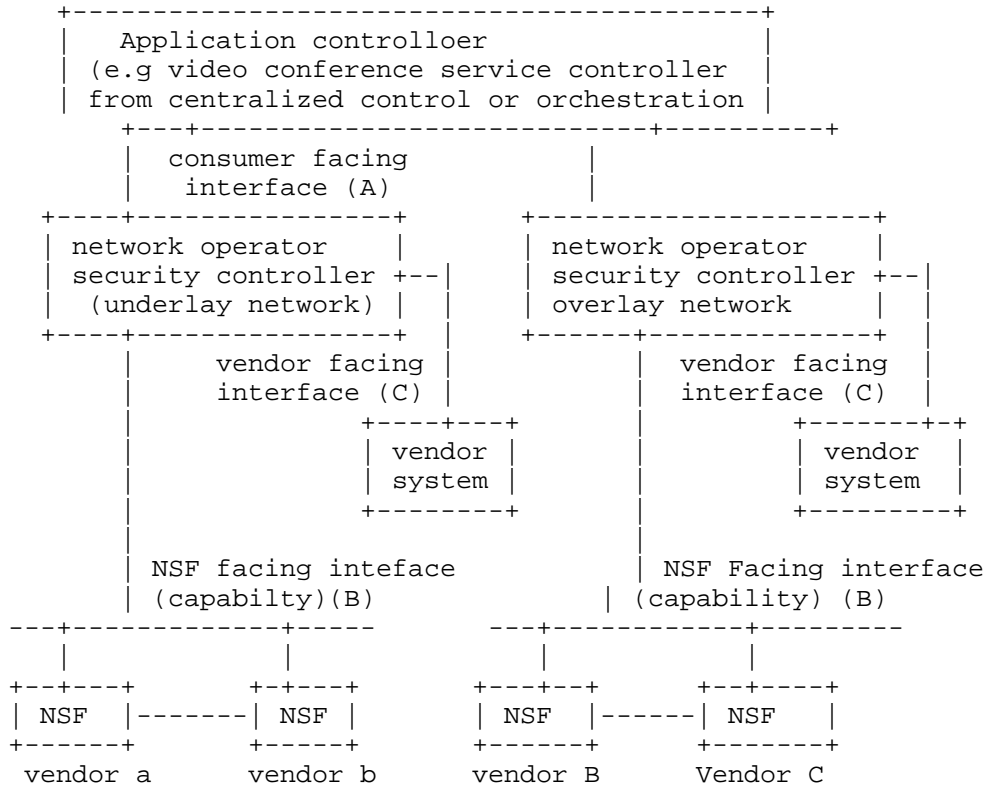 Application controlloer
(e.g video conference service controller
from centralized control or orchestration
consumer facing
interface (A)
network operator
security controller
(underlay network)
network operator
security controller
overlay network
vendor facing
interface (C)
vendor facing
interface (C)
vendor
system
vendor
system
NSF facing inteface
(capabilty)(B)
NSF Facing interface
(capability) (B)
NSF
NSF
NSF
NSF
vendor a
vendor b
vendor B
Vendor C